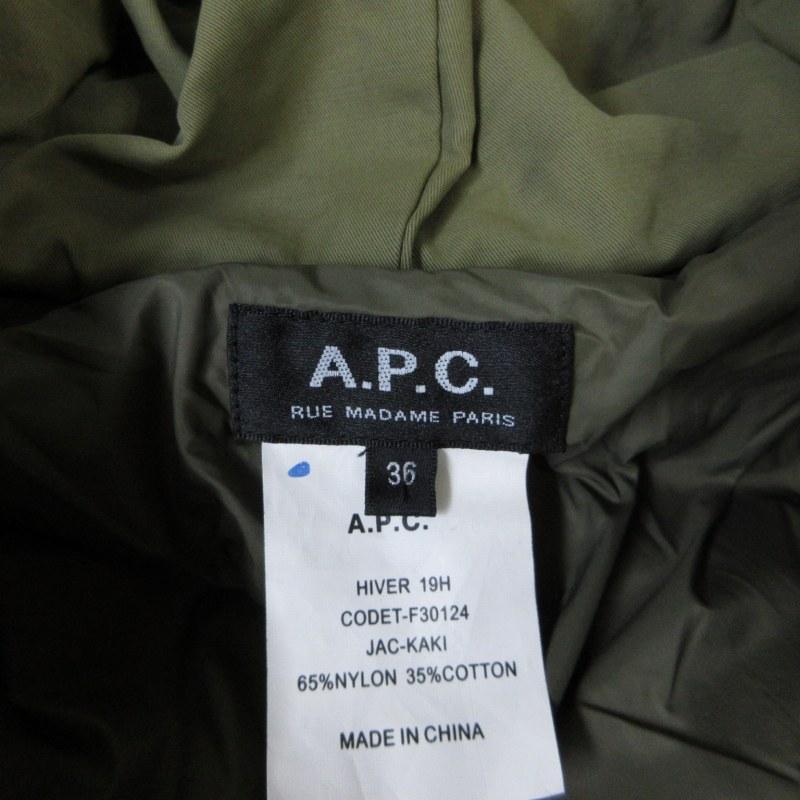 A.P.C.
RUE MADAME PARIS
36
A.P.C.
HIVER 19H
CODET-F30124
JAC-KAKI
65%NYLON 35%COTTON
MADE IN CHINA